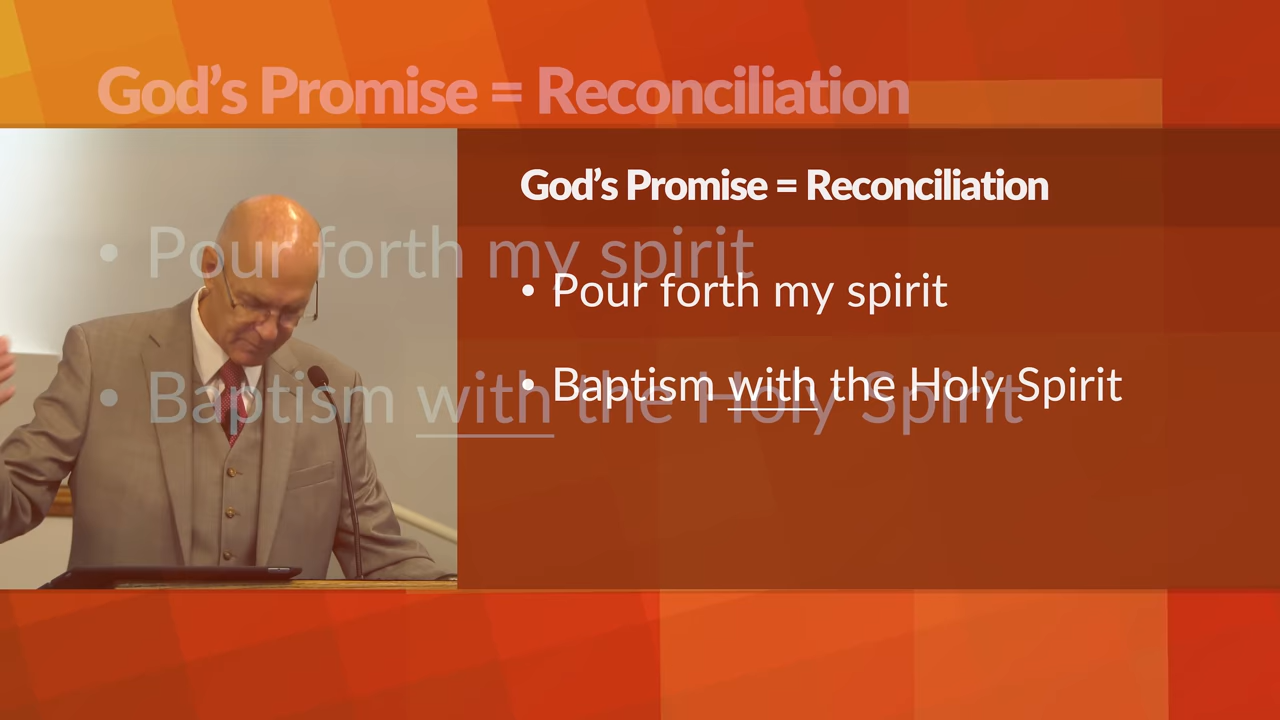 God's Promise = Reconciliation
God's Promise = Reconciliation
• Pour forth my spirit
• Pour forth my spirit
• Baptism with the Holy Spirit
• Baptism with the Holy Spirit